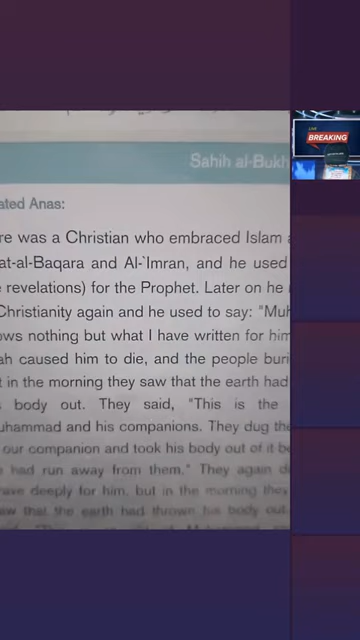 Sahih al-Bukh
ated Anas:
LIVE
BREAKING
re was a Christian who embraced Islam
at-al-Baqara and Al-`Imran, and he used
revelations) for the Prophet. Later on he
Christianity again and he used to say: "Muh
ows nothing but what I have written for him
ah caused him to die, and the people buri
t in the morning they saw that the earth had
body out. They said, "This is the
uhammad and his companions. They dug the
our companion and took his body out of it be
had run away from them." They again di
rave deeply for him, but in the morning they
aw that the earth had thrown his body out